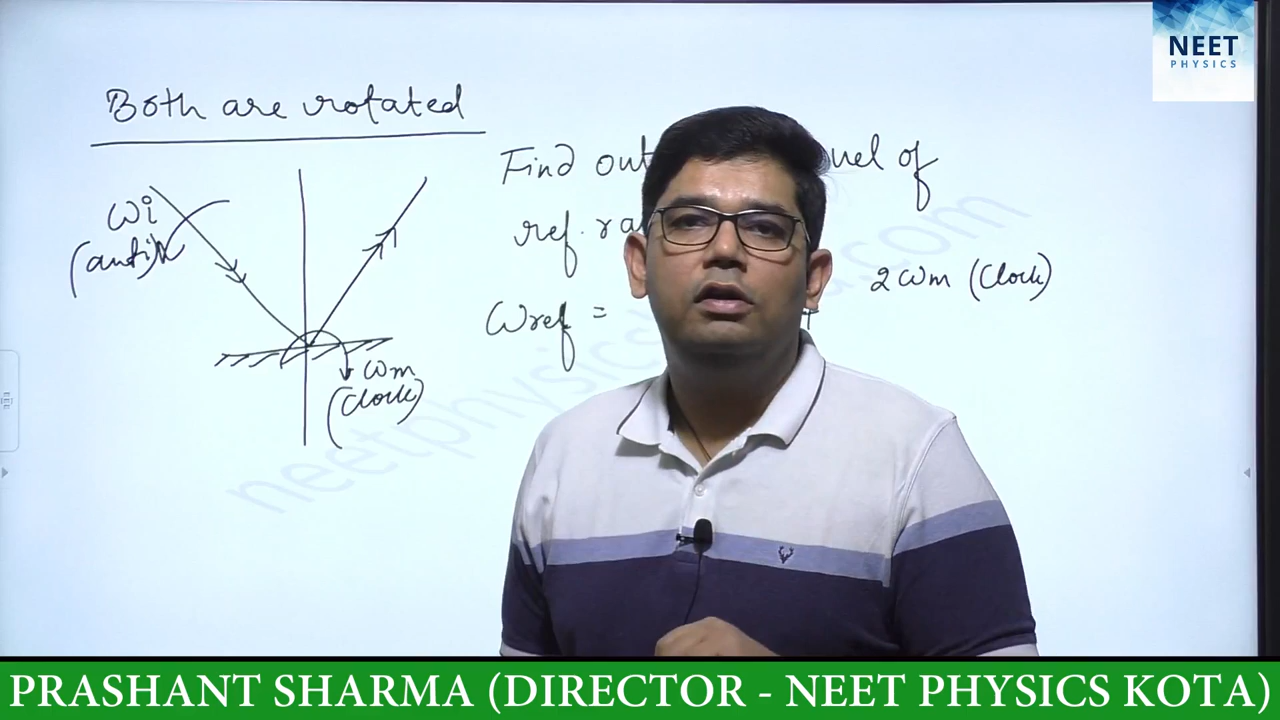 NEET
PHYSICS
Both are rotated
Find out
of
ref.
ωi
(anti)
2ωm (Clock)
ωref =
ωm
(Clock)
PRASHANT SHARMA (DIRECTOR - NEET PHYSICS KOTA)